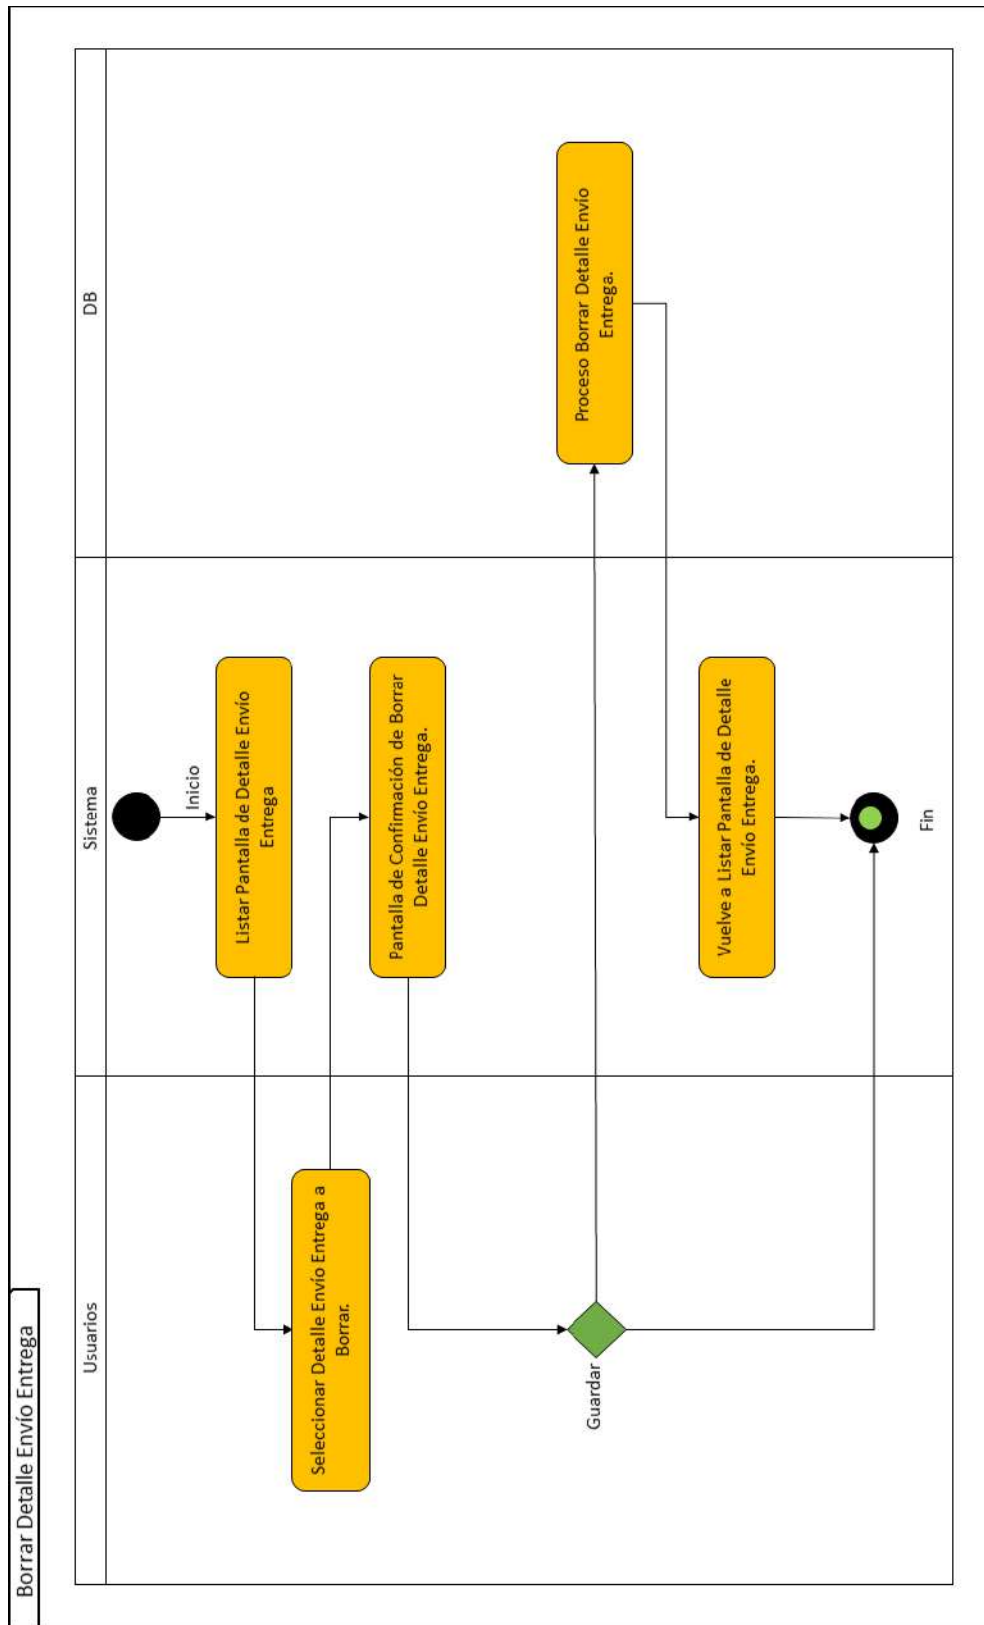 Borrar Detalle Envío Entrega
Usuarios
Sistema
DB
Inicio
Listar Pantalla de Detalle Envío
Entrega
Seleccionar Detalle Envío Entrega a
Borrar.
Pantalla de Confirmación de Borrar
Detalle Envío Entrega.
Guardar
Proceso Borrar Detalle Envío
Entrega.
Vuelve a Listar Pantalla de Detalle
Envío Entrega.
Fin